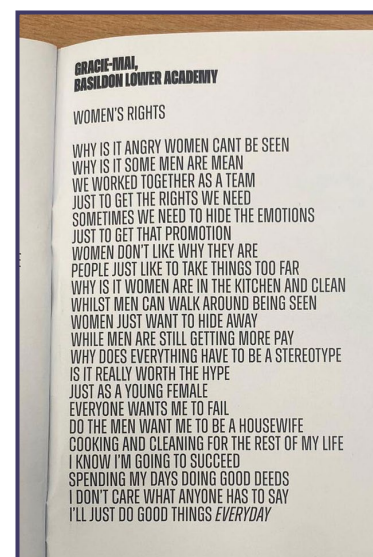 GRACIE-MAI,
BASILDON LOWER ACADEMY
WOMEN'S RIGHTS
WHY IS IT ANGRY WOMEN CANT BE SEEN
WHY IS IT SOME MEN ARE MEAN
WE WORKED TOGETHER AS A TEAM
JUST TO GET THE RIGHTS WE NEED
SOMETIMES WE NEED TO HIDE THE EMOTIONS
JUST TO GET THAT PROMOTION
WOMEN DON'T LIKE WHY THEY ARE
PEOPLE JUST LIKE TO TAKE THINGS TOO FAR
WHY IS IT WOMEN ARE IN THE KITCHEN AND CLEAN
WHILST MEN CAN WALK AROUND BEING SEEN
WOMEN JUST WANT TO HIDE AWAY
WHILE MEN ARE STILL GETTING MORE PAY
WHY DOES EVERYTHING HAVE TO BE A STEREOTYPE
IS IT REALLY WORTH THE HYPE
JUST AS A YOUNG FEMALE
EVERYONE WANTS ME TO FAIL
DO THE MEN WANT ME TO BE A HOUSEWIFE
COOKING AND CLEANING FOR THE REST OF MY LIFE
I KNOW I'M GOING TO SUCCEED
SPENDING MY DAYS DOING GOOD DEEDS
I DON'T CARE WHAT ANYONE HAS TO SAY
I'LL JUST DO GOOD THINGS EVERYDAY